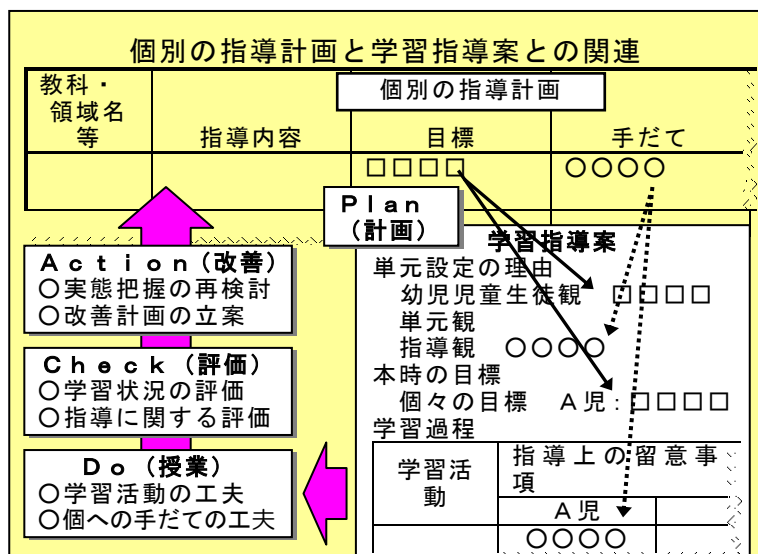 個別の指導計画と学習指導案との関連
個別の指導計画
教科・
領域名
等
指導内容
目標
手だて
□□□□
○○○○
Plan
(計画)
学習指導案
単元設定の理由
幼児児童生徒観 □□□□
単元観
指導観 ○○○○
本時の目標
個々の目標 A児:□□□□
学習過程
学習活
動
指導上の留意事
項
A児
○○○○
Action(改善)
○実態把握の再検討
○改善計画の立案
Check(評価)
○学習状況の評価
○指導に関する評価
Do(授業)
○学習活動の工夫
○個への手だての工夫